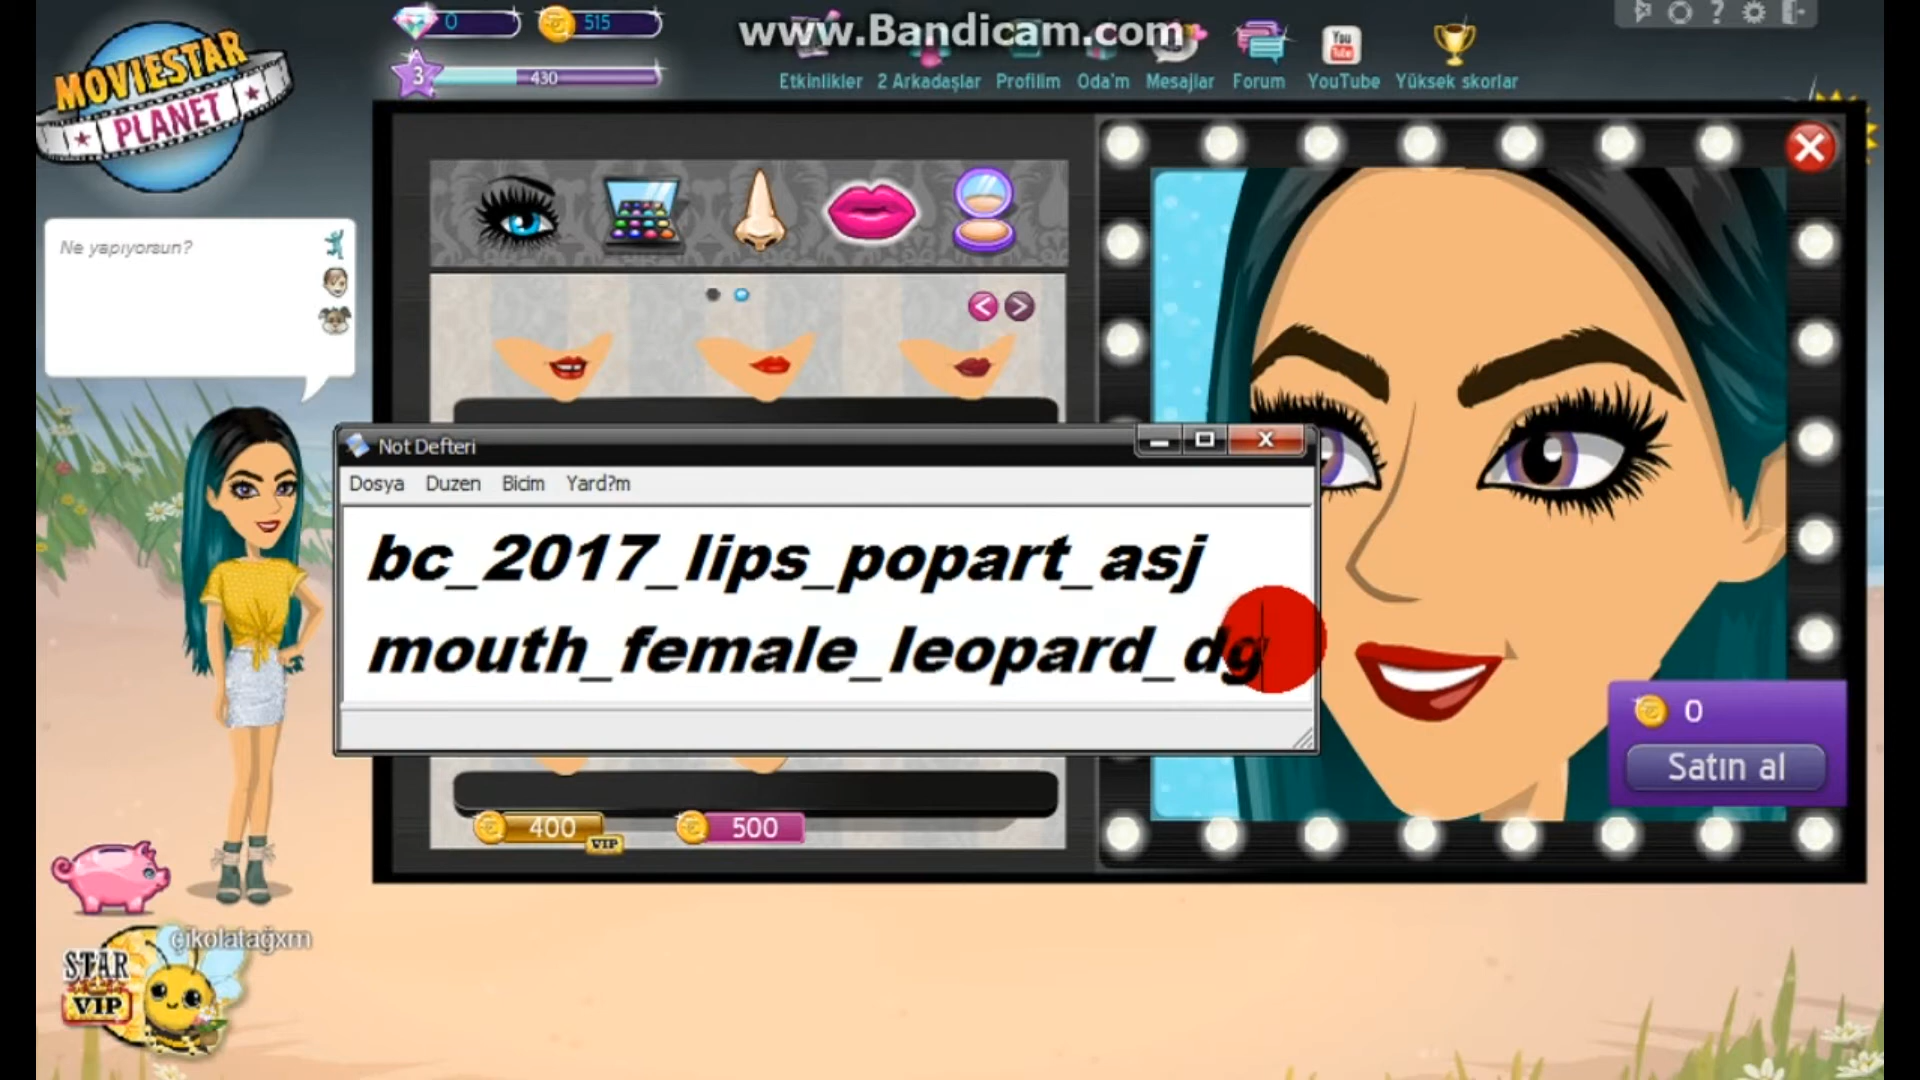 www.Bandicam.com
MOVIESTAR
PLANET
0
515
3
430
Etkinlikler
2 Arkadaşlar
Profilim
Oda'm
Mesajlar
Forum
You
Tube
YouTube
Yüksek skorlar
Ne yapıyorsun?
Not Defteri
Dosya Duzen Bicim Yard?m
bc_2017_lips_popart_asj
mouth_female_leopard_dg
0
Satın al
400
VIP
500
çikolatağxm
STAR
VIP